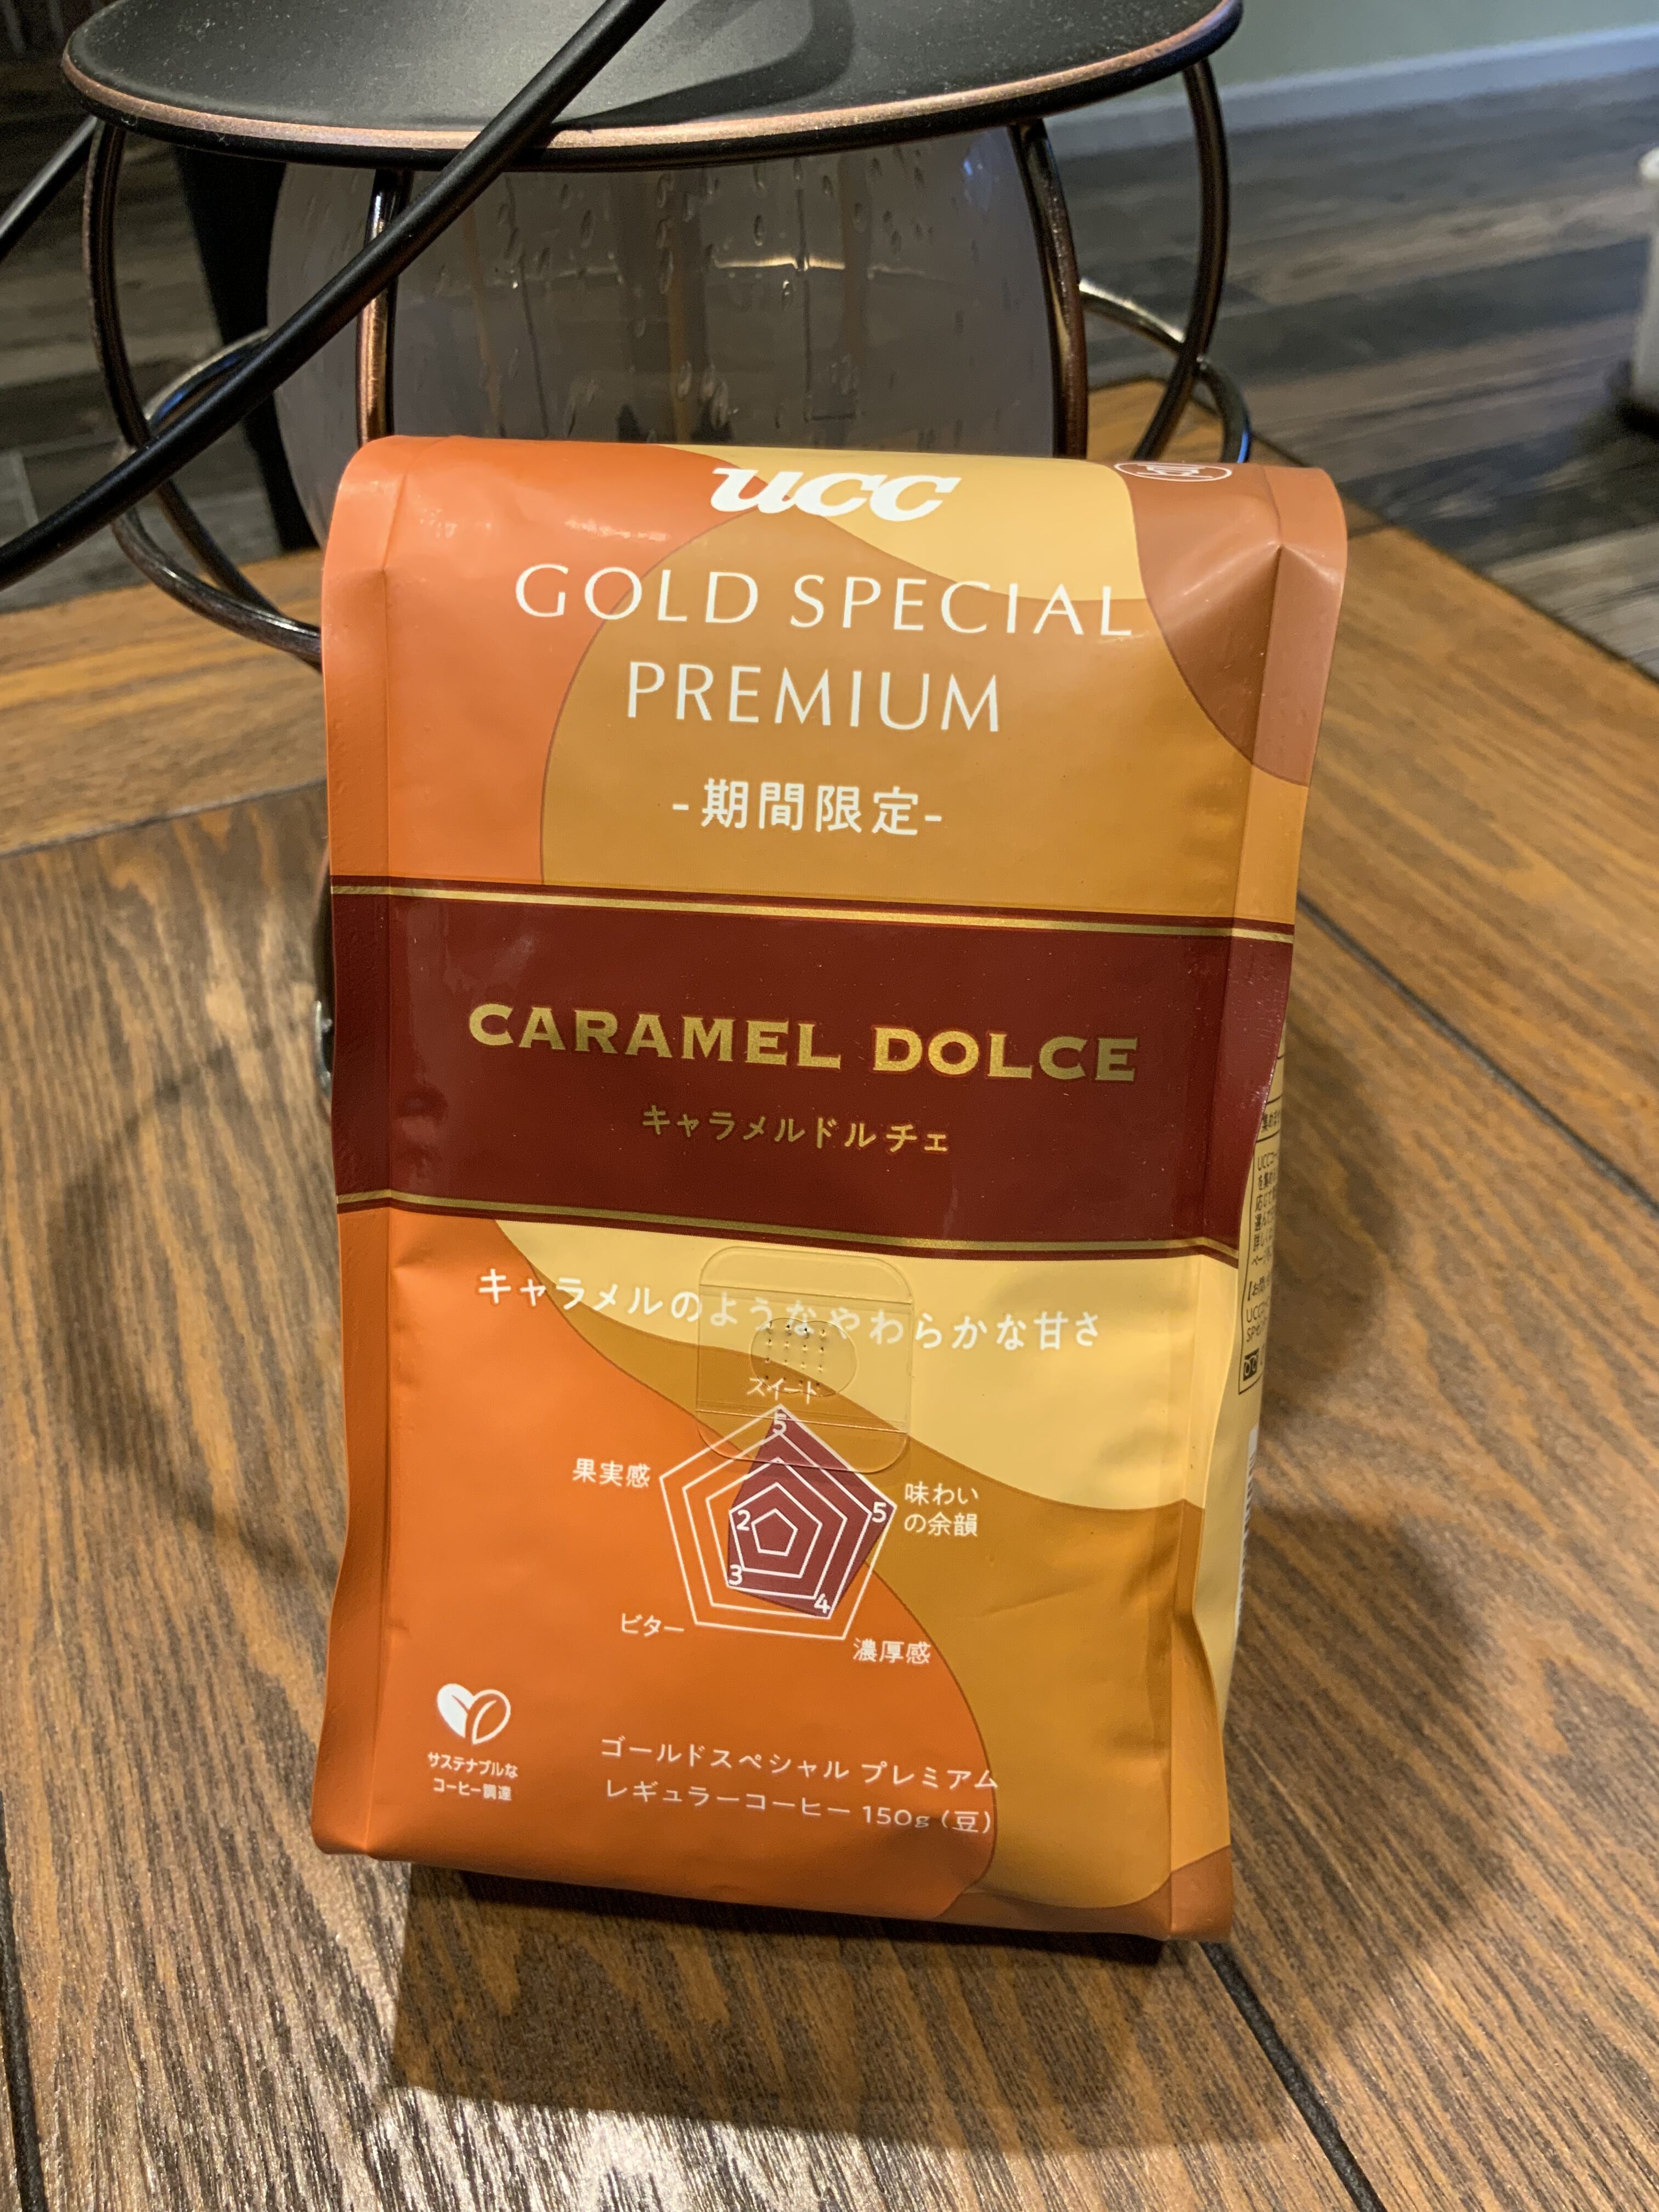 ucc
GOLD SPECIAL
PREMIUM
-期間限定-
CARAMEL DOLCE
キャラメルドルチェ
キャラメルのようなやわらかな甘さ
スイート
5
果実感
味わい
の余韻
5
2
3
4
ビター
濃厚感
サステナブルな
コーヒー調達
ゴールドスペシャル プレミアム
レギュラーコーヒー 150g (豆)